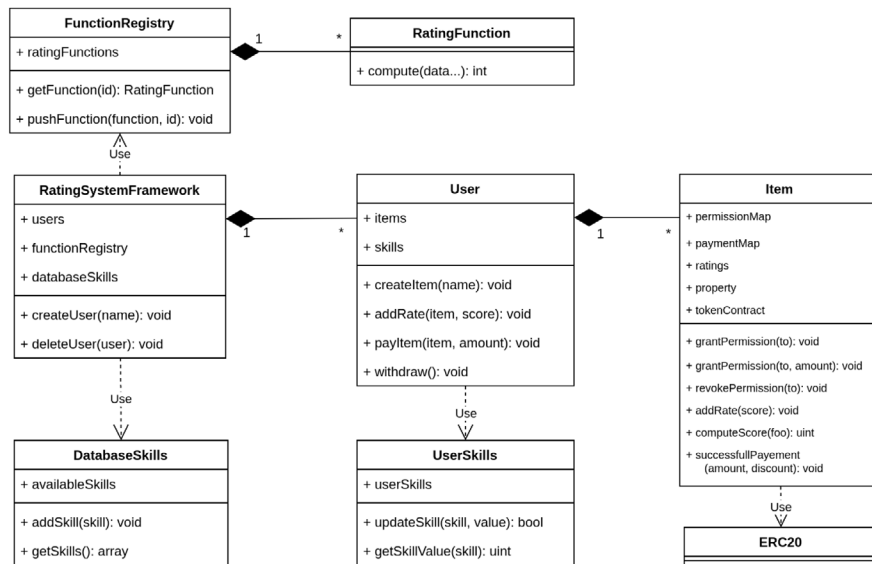 FunctionRegistry
+ ratingFunctions
+ getFunction(id): RatingFunction
+ pushFunction(function, id): void
1
*
RatingFunction
+ compute(data...): int
Use
RatingSystemFramework
+ users
+ functionRegistry
+ databaseSkills
+ createUser(name): void
+ deleteUser(user): void
1
*
User
+ items
+ skills
+ createItem(name): void
+ addRate(item, score): void
+ payItem(item, amount): void
+ withdraw(): void
1
*
Item
+ permissionMap
+ paymentMap
+ ratings
+ property
+ tokenContract
+ grantPermission(to): void
+ grantPermission(to, amount): void
+ revokePermission(to): void
+ addRate(score): void
+ computeScore(foo): uint
+ successfullPayement
(amount, discount): void
Use
Use
Use
DatabaseSkills
+ availableSkills
+ addSkill(skill): void
+ getSkills(): array
UserSkills
+ userSkills
+ updateSkill(skill, value): bool
+ getSkillValue(skill): uint
ERC20